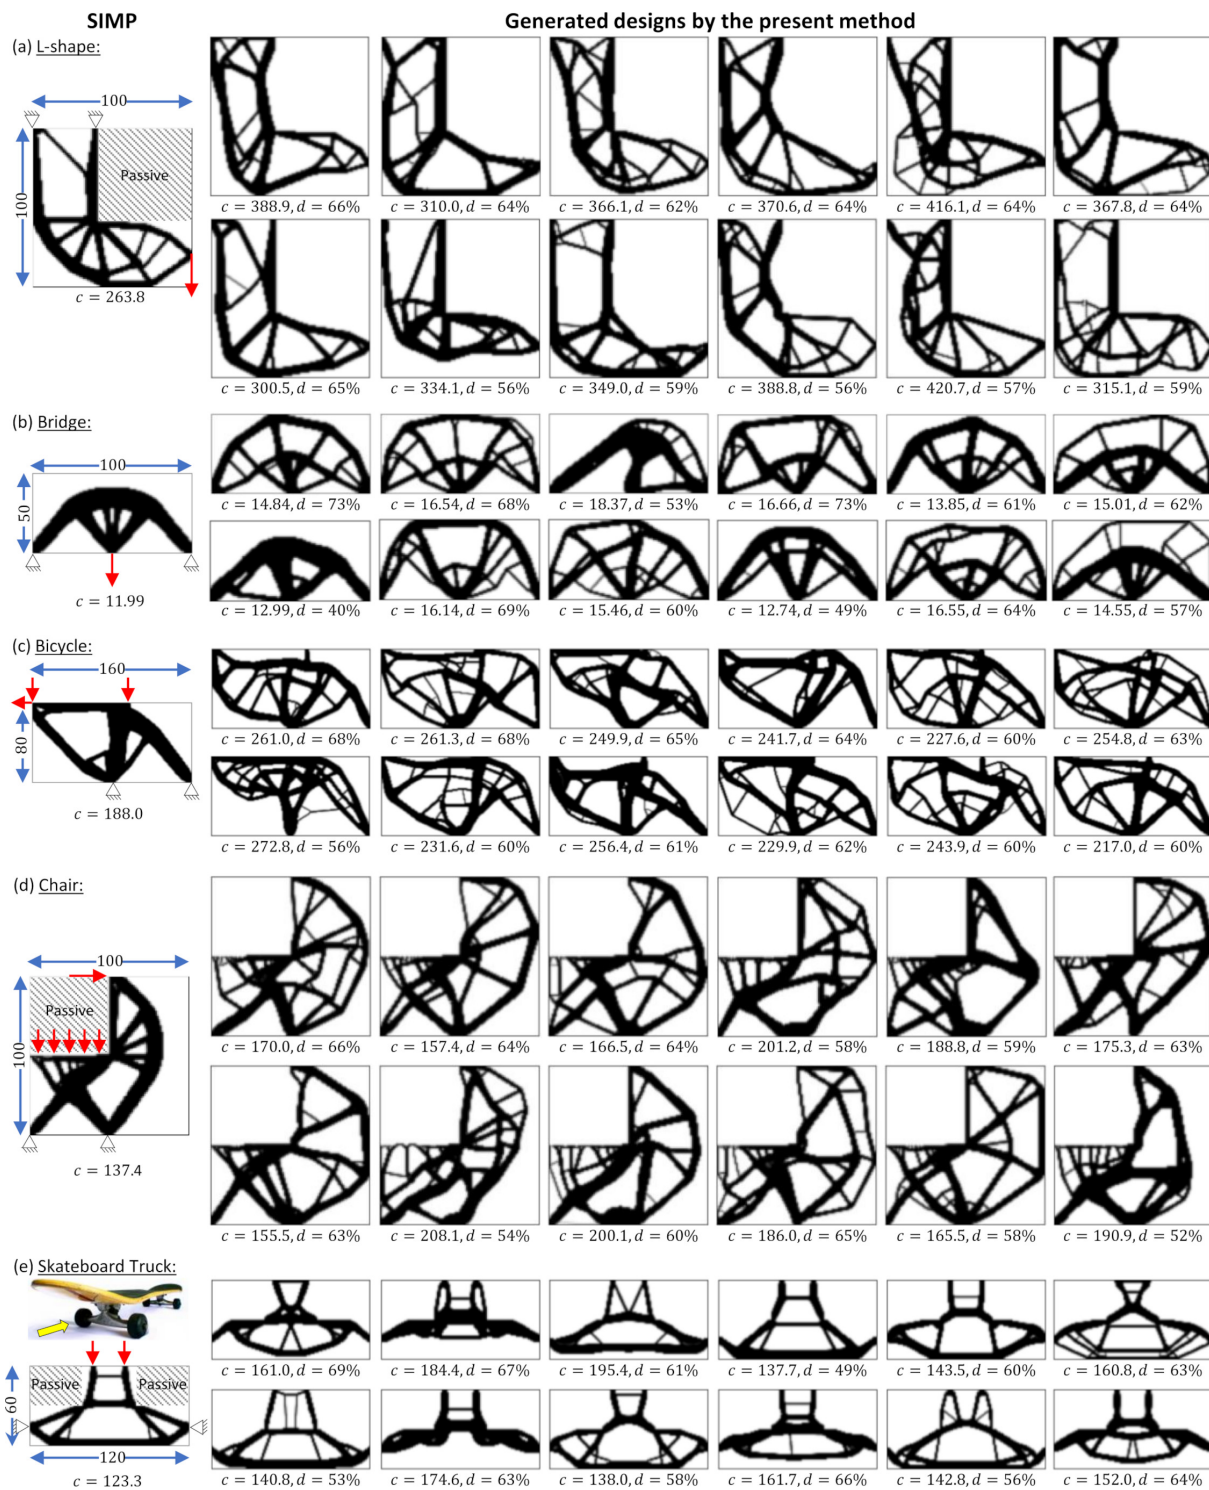 SIMP
Generated designs by the present method
(a) L-shape:
100
100
Passive
c = 263.8
c = 388.9, d = 66%
c = 310.0, d = 64%
c = 366.1, d = 62%
c = 370.6, d = 64%
c = 416.1, d = 64%
c = 367.8, d = 64%
c = 300.5, d = 65%
c = 334.1, d = 56%
c = 349.0, d = 59%
c = 388.8, d = 56%
c = 420.7, d = 57%
c = 315.1, d = 59%
(b) Bridge:
100
50
c = 11.99
c = 14.84, d = 73%
c = 16.54, d = 68%
c = 18.37, d = 53%
c = 16.66, d = 73%
c = 13.85, d = 61%
c = 15.01, d = 62%
c = 12.99, d = 40%
c = 16.14, d = 69%
c = 15.46, d = 60%
c = 12.74, d = 49%
c = 16.55, d = 64%
c = 14.55, d = 57%
(c) Bicycle:
160
80
c = 188.0
c = 261.0, d = 68%
c = 261.3, d = 68%
c = 249.9, d = 65%
c = 241.7, d = 64%
c = 227.6, d = 60%
c = 254.8, d = 63%
c = 272.8, d = 56%
c = 231.6, d = 60%
c = 256.4, d = 61%
c = 229.9, d = 62%
c = 243.9, d = 60%
c = 217.0, d = 60%
(d) Chair:
100
Passive
100
c = 137.4
c = 170.0, d = 66%
c = 157.4, d = 64%
c = 166.5, d = 64%
c = 201.2, d = 58%
c = 188.8, d = 59%
c = 175.3, d = 63%
c = 155.5, d = 63%
c = 208.1, d = 54%
c = 200.1, d = 60%
c = 186.0, d = 65%
c = 165.5, d = 58%
c = 190.9, d = 52%
(e) Skateboard Truck:
Passive
Passive
60
120
c = 123.3
c = 161.0, d = 69%
c = 184.4, d = 67%
c = 195.4, d = 61%
c = 137.7, d = 49%
c = 143.5, d = 60%
c = 160.8, d = 63%
c = 140.8, d = 53%
c = 174.6, d = 63%
c = 138.0, d = 58%
c = 161.7, d = 66%
c = 142.8, d = 56%
c = 152.0, d = 64%